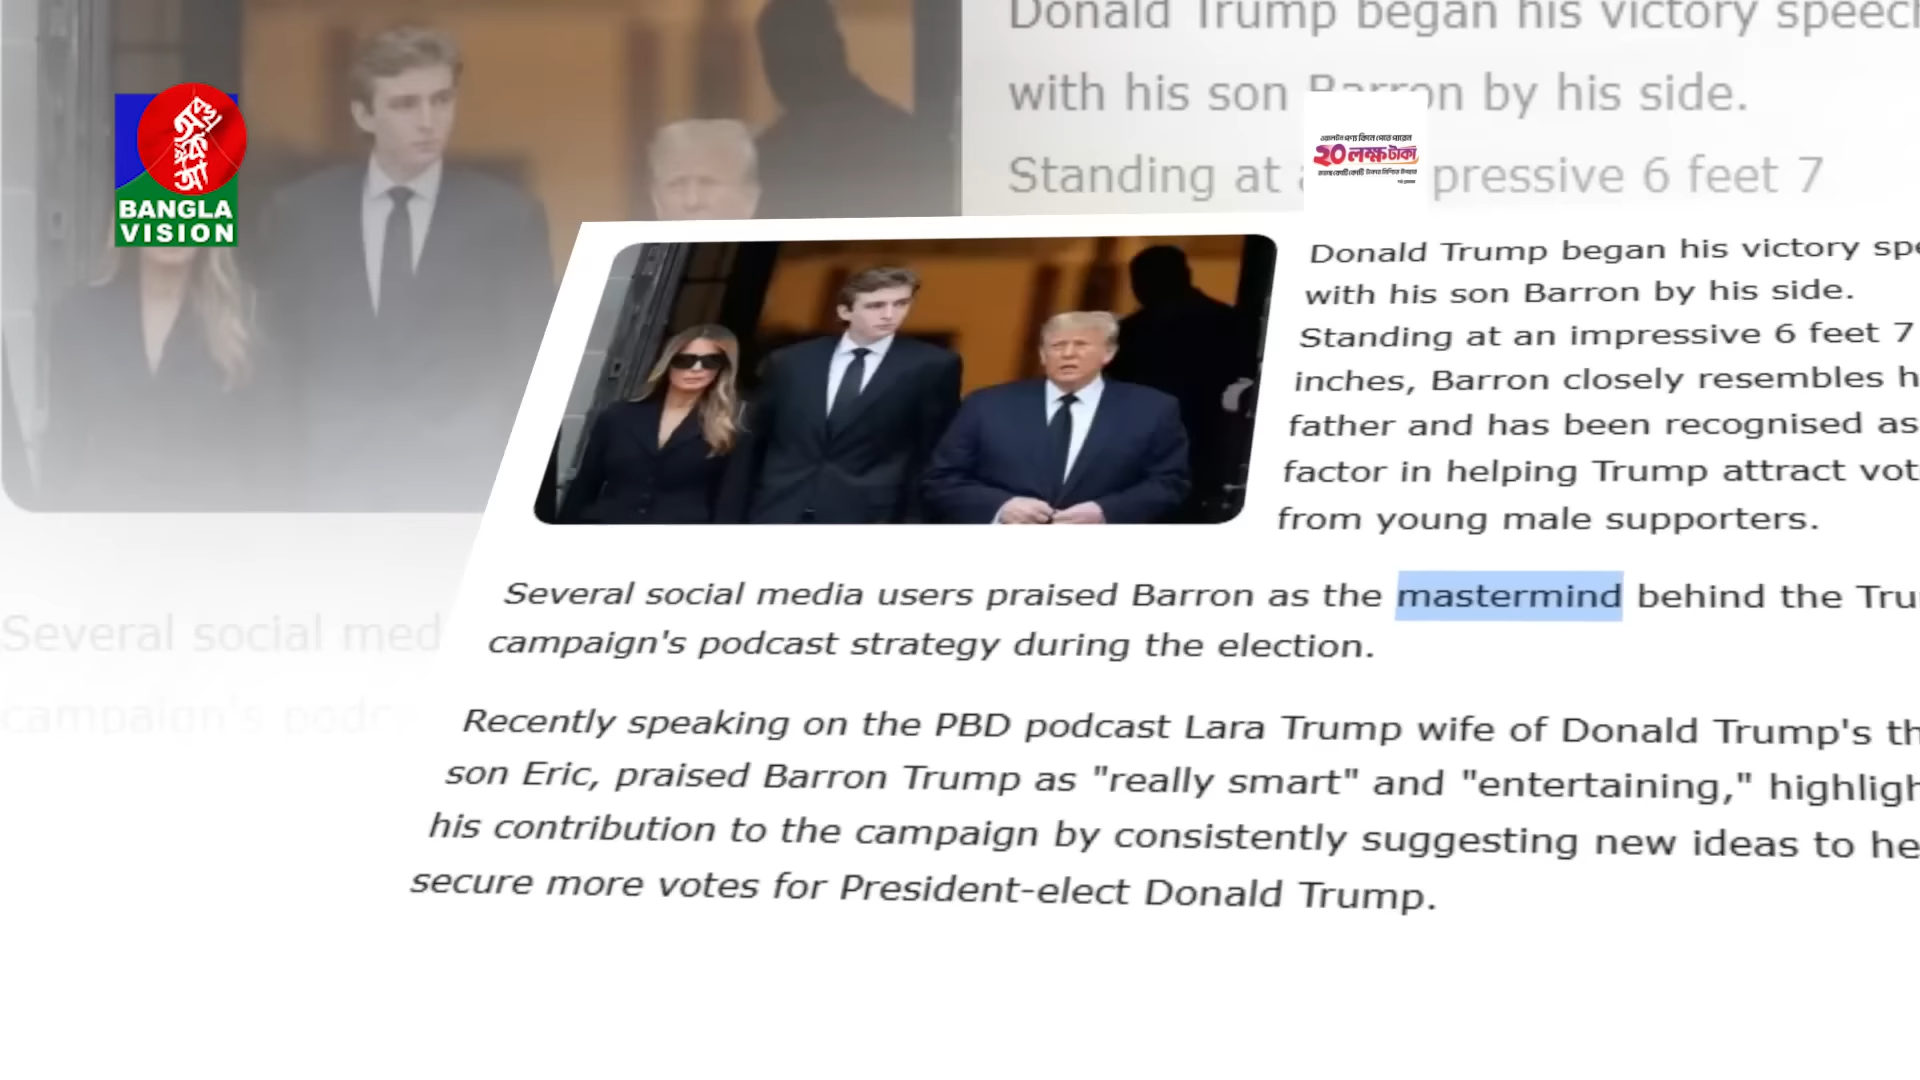 Donald Trump began his victory speech
with his son Barron by his side.
Standing at pressive 6 feet 7
BANGLA
VISION
২০ লক্ষ টাকা
Donald Trump began his victory spe
with his son Barron by his side.
Standing at an impressive 6 feet 7
inches, Barron closely resembles h
father and has been recognised as
factor in helping Trump attract vot
from young male supporters.
Several social media users praised Barron as the mastermind behind the Tru
campaign's podcast strategy during the election.
Recently speaking on the PBD podcast Lara Trump wife of Donald Trump's th
son Eric, praised Barron Trump as "really smart" and "entertaining," highligh
his contribution to the campaign by consistently suggesting new ideas to he
secure more votes for President-elect Donald Trump.
Several social med
campaign's podc